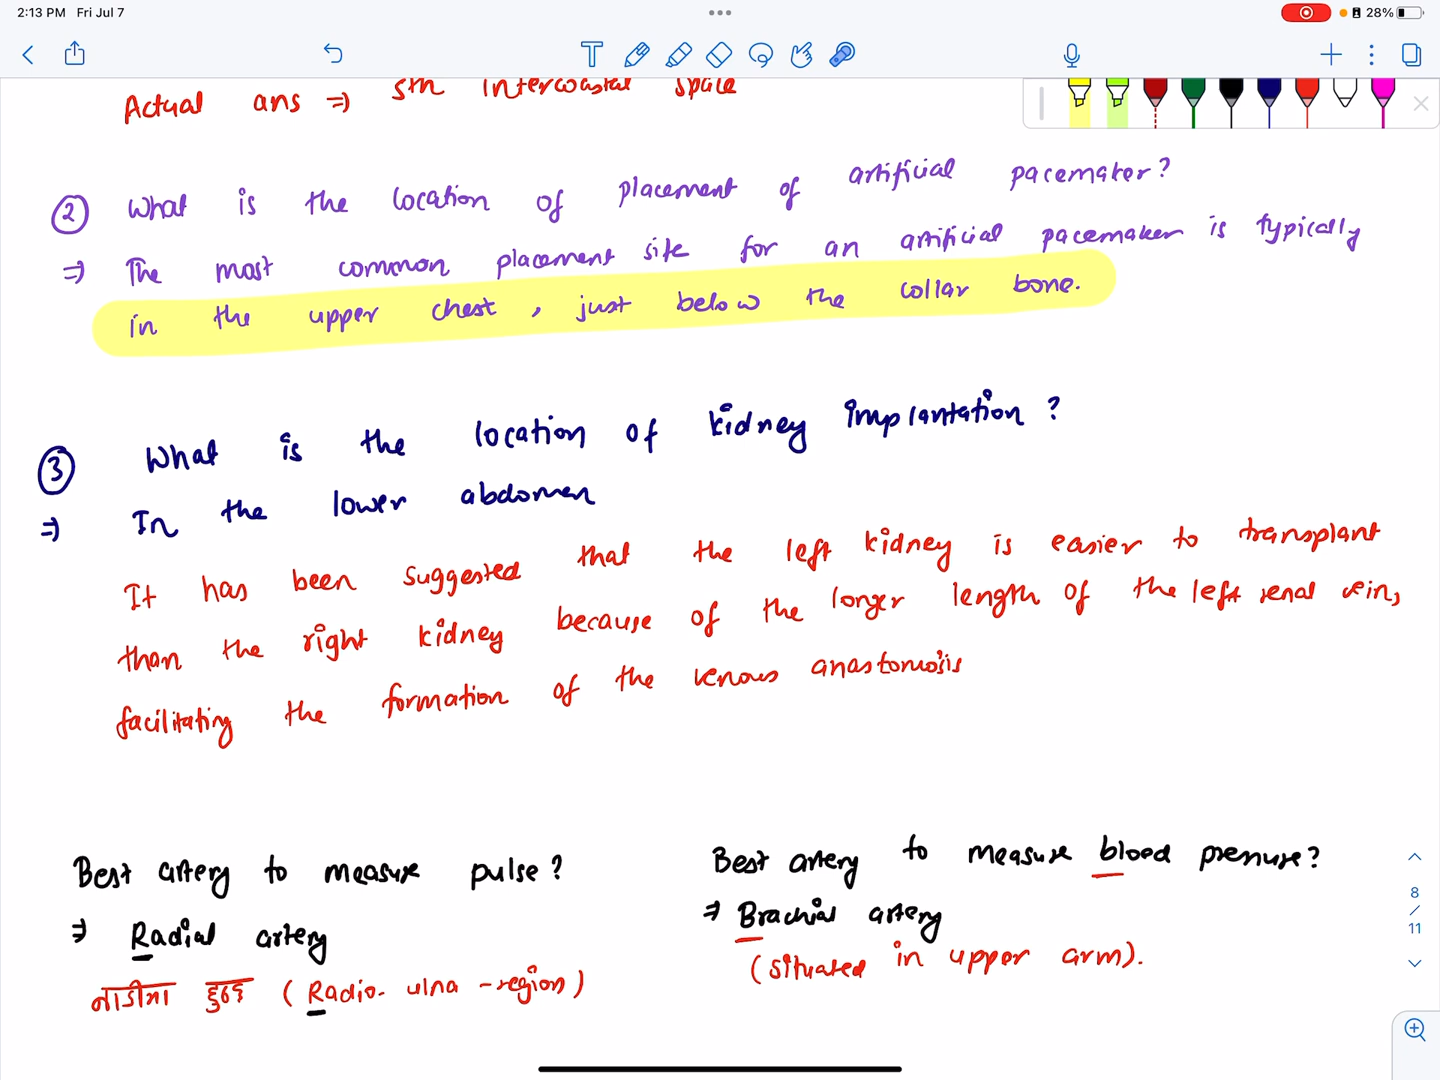 2:13 PM Fri Jul 7
28%
Actual ans ⇒ 5th intercoastal space
② What is the location of placement of artificial pacemaker?
⇒ The most common placement site for an artificial pacemaker is typically
in the upper chest, just below the collar bone.
③ What is the location of kidney implantation?
⇒ In the lower abdomen
It has been suggested that the left kidney is easier to transplant
than the right kidney because of the longer length of the left renal vein,
facilitating the formation of the venous anastomosis
Best artery to measure pulse?
⇒ Radial artery
(Radio-ulna-region)
Best artery to measure blood pressure?
⇒ Brachial artery
(situated in upper arm).
8
/
11